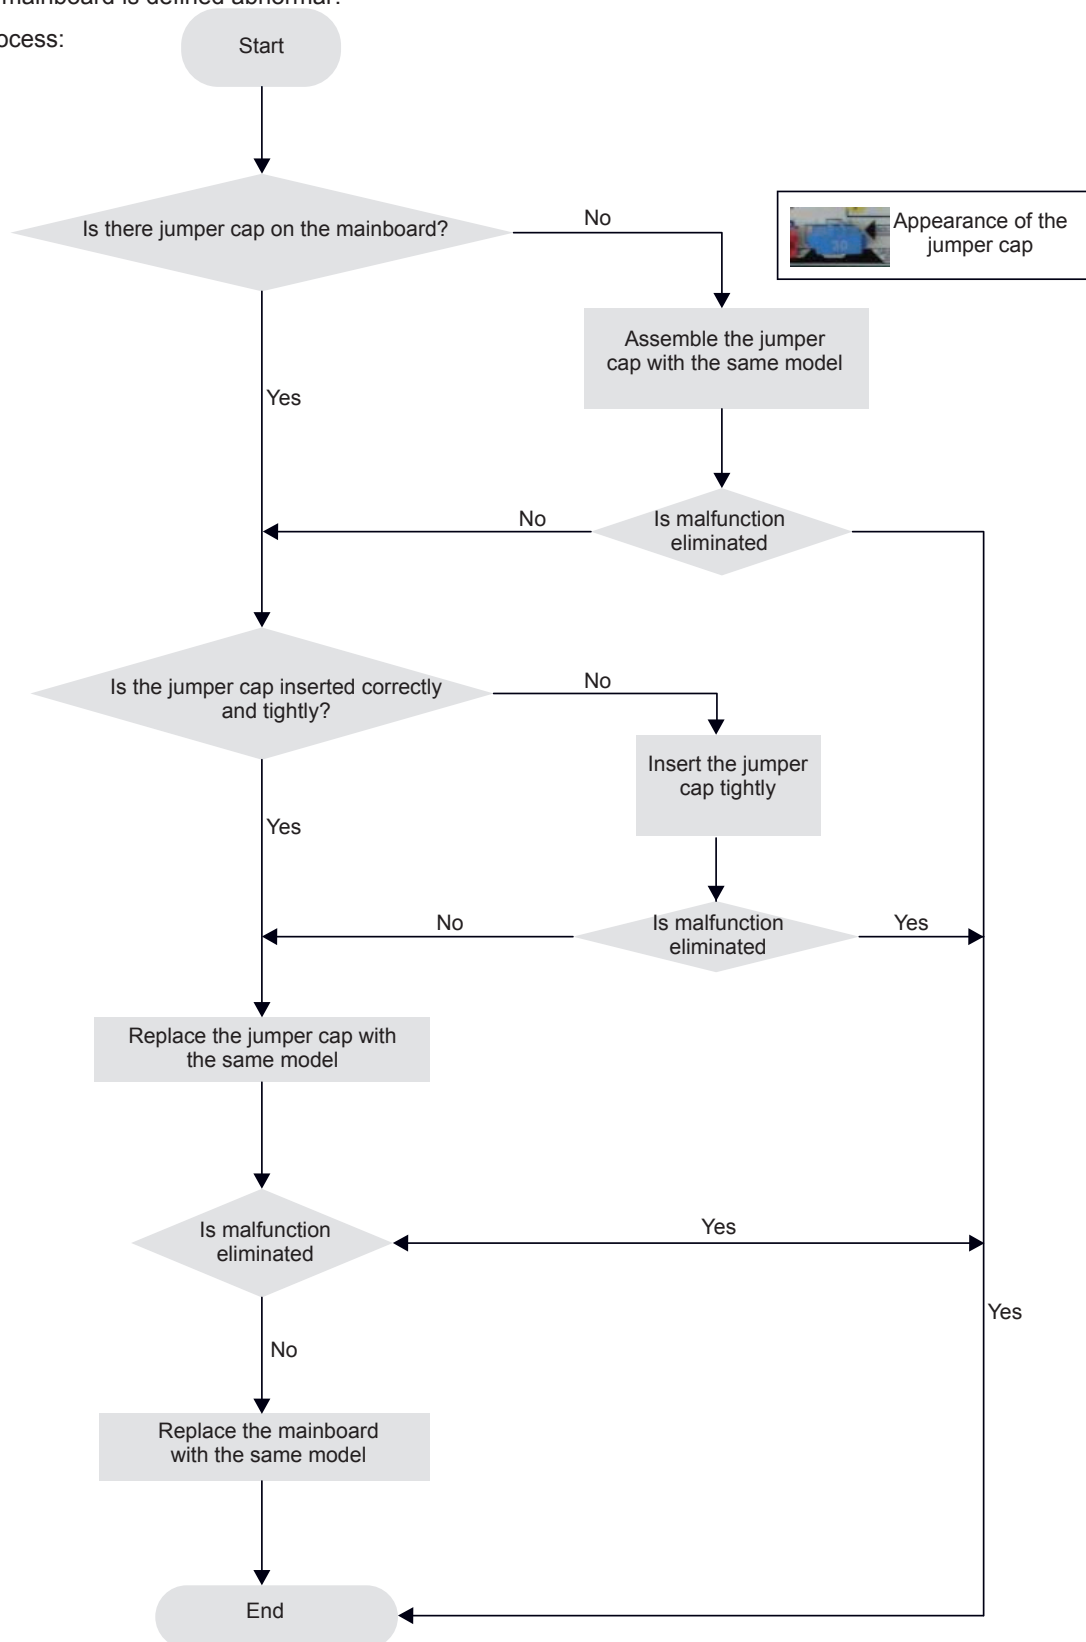 mainboard is defined abnormal.
ocess:
Start
Is there jumper cap on the mainboard?
No
Appearance of the
jumper cap
Assemble the jumper
cap with the same model
Yes
No
Is malfunction
eliminated
Is the jumper cap inserted correctly
and tightly?
No
Insert the jumper
cap tightly
Yes
No
Is malfunction
eliminated
Yes
Replace the jumper cap with
the same model
Is malfunction
eliminated
Yes
Yes
No
Replace the mainboard
with the same model
End